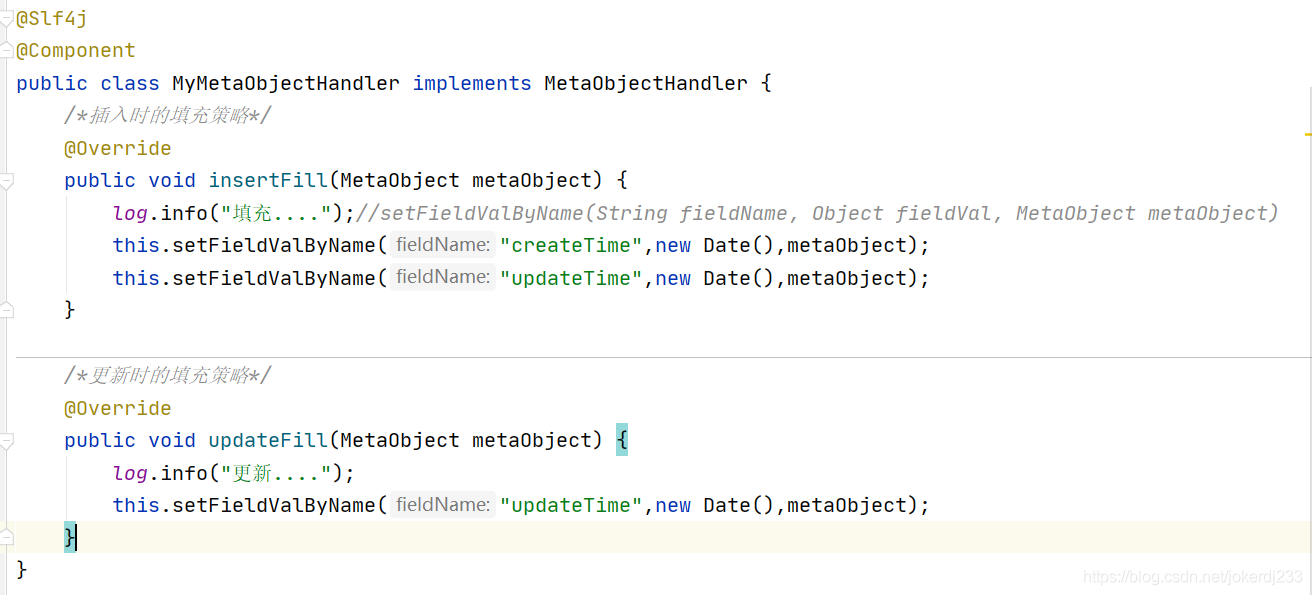 @Slf4j
@Component
public class MyMetaObjectHandler implements MetaObjectHandler {
/*插入时的填充策略*/
@Override
public void insertFill(MetaObject metaObject) {
log.info("填充....");//setFieldValByName(String fieldName, Object fieldVal, MetaObject metaObject)
this.setFieldValByName( fieldName: "createTime",new Date(),metaObject);
this.setFieldValByName( fieldName: "updateTime",new Date(),metaObject);
}
/*更新时的填充策略*/
@Override
public void updateFill(MetaObject metaObject) {
log.info("更新....");
this.setFieldValByName( fieldName: "updateTime",new Date(),metaObject);
}
}
https://blog.csdn.net/jokerdj233